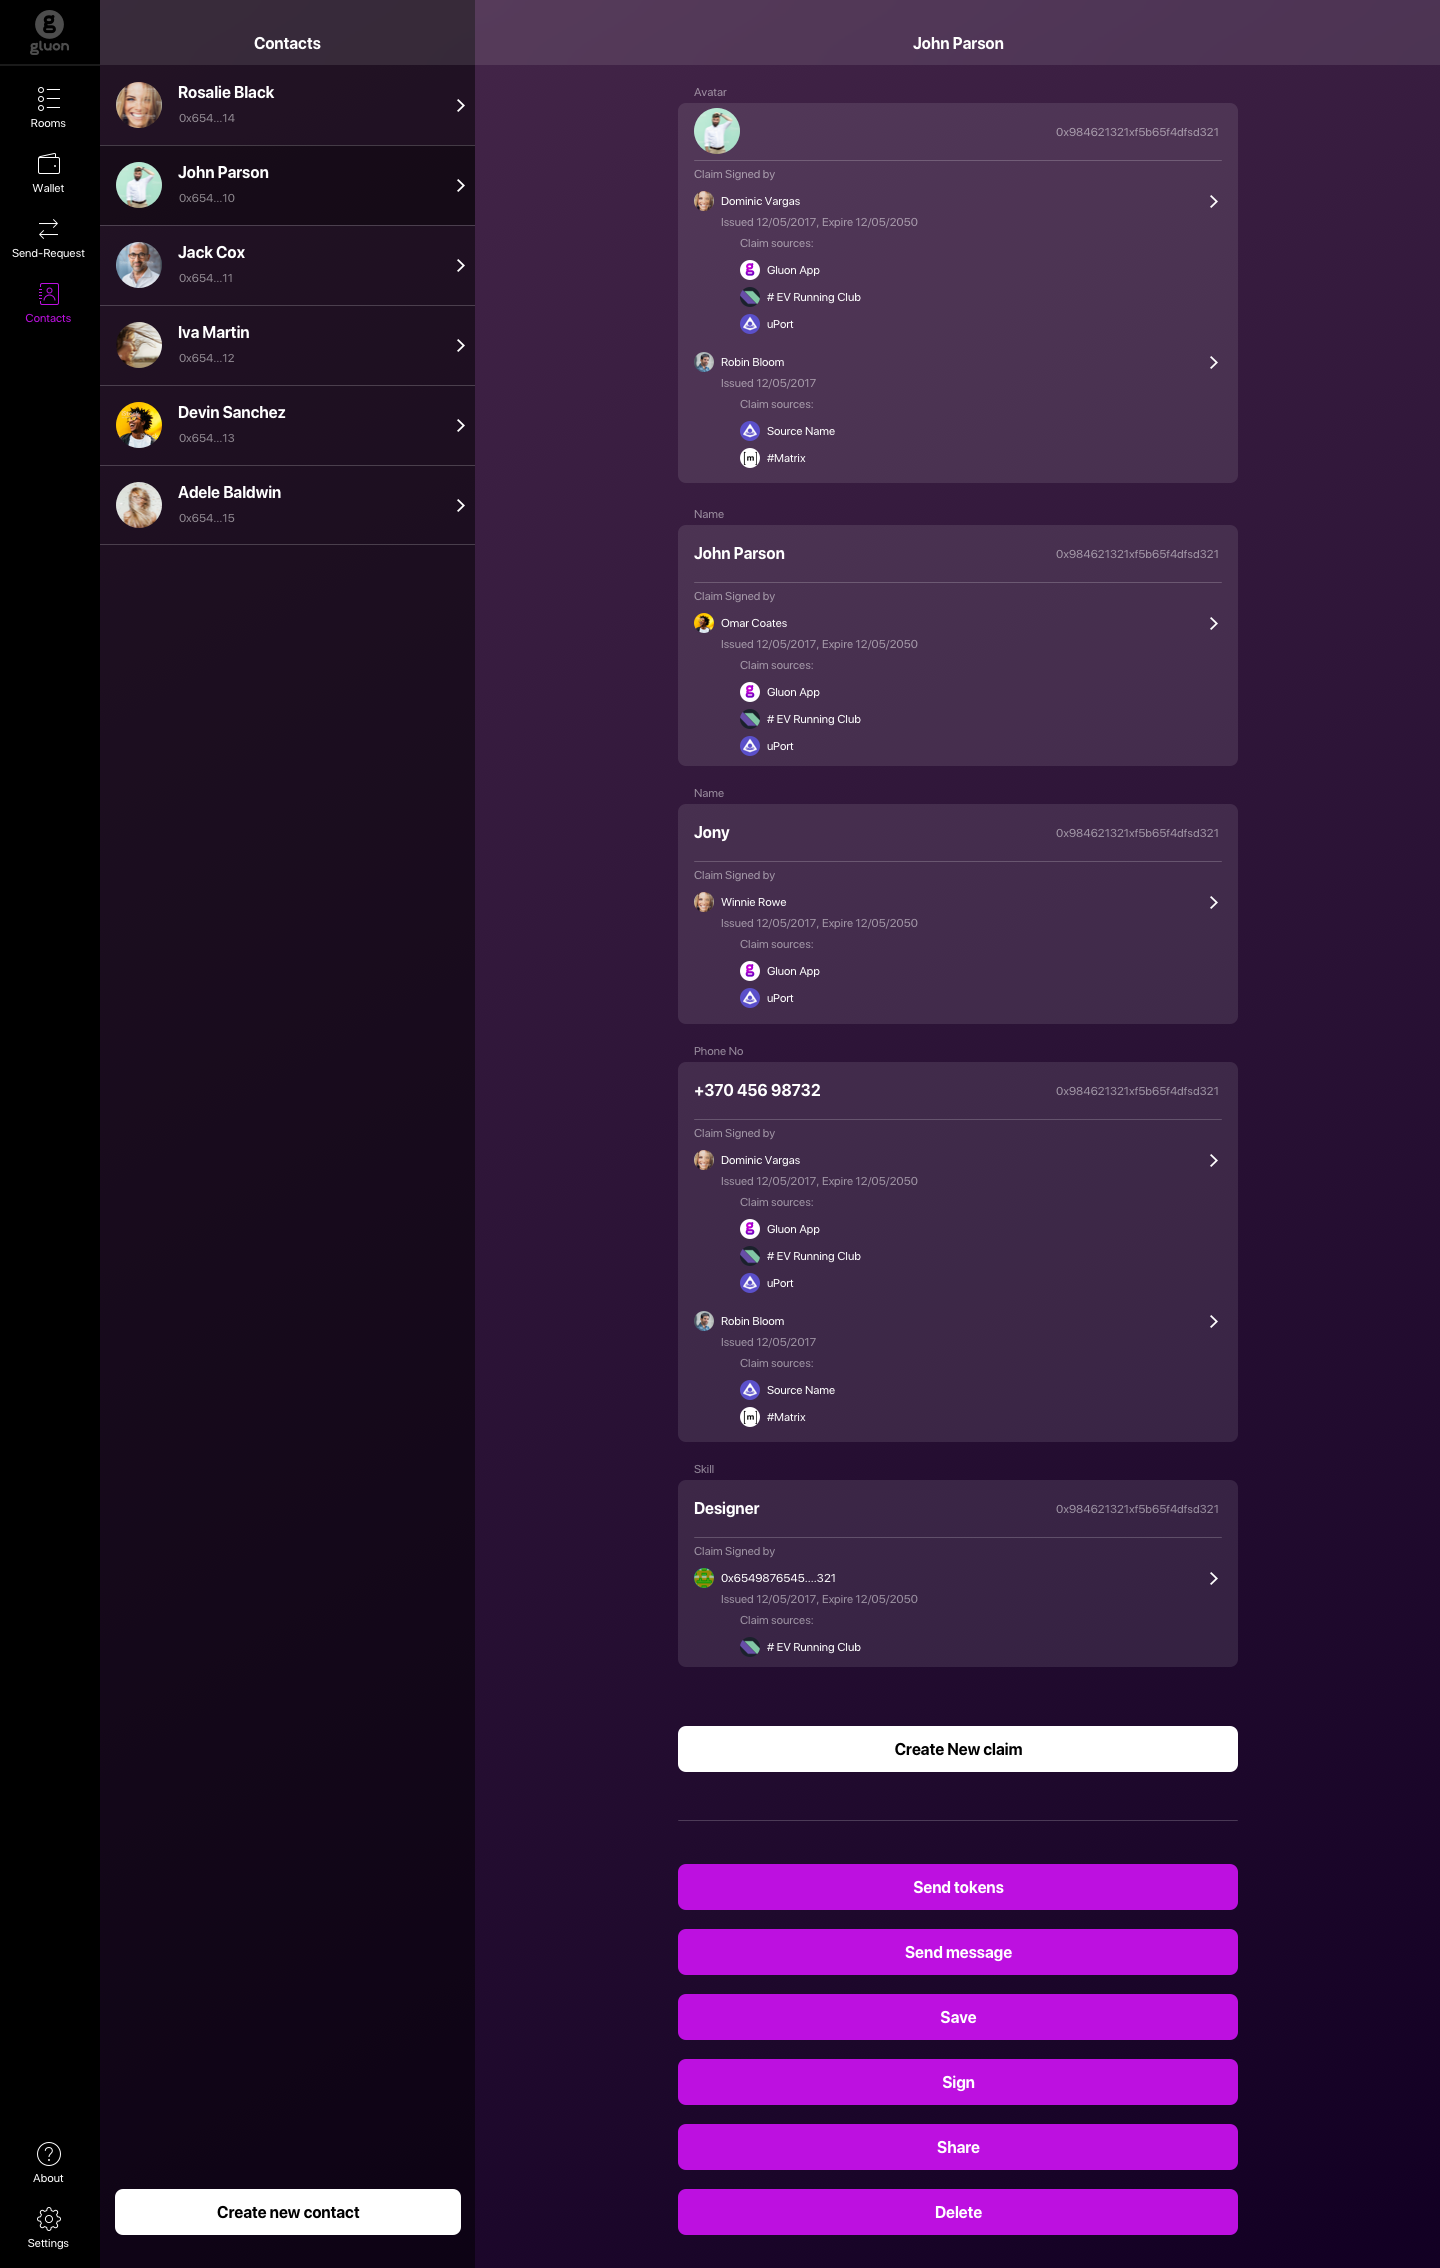 gluon
Rooms
Wallet
Send-Request
Contacts
About
Settings
Contacts
Rosalie Black
0x654...14
John Parson
0x654...10
Jack Cox
0x654...11
Iva Martin
0x654...12
Devin Sanchez
0x654...13
Adele Baldwin
0x654...15
Create new contact
John Parson
Avatar
0x984621321xf5b65f4dfsd321
Claim Signed by
Dominic Vargas
Issued 12/05/2017, Expire 12/05/2050
Claim sources:
Gluon App
# EV Running Club
uPort
Robin Bloom
Issued 12/05/2017
Claim sources:
Source Name
[m] #Matrix
Name
John Parson 0x984621321xf5b65f4dfsd321
Claim Signed by
Omar Coates
Issued 12/05/2017, Expire 12/05/2050
Claim sources:
Gluon App
# EV Running Club
uPort
Name
Jony 0x984621321xf5b65f4dfsd321
Claim Signed by
Winnie Rowe
Issued 12/05/2017, Expire 12/05/2050
Claim sources:
Gluon App
uPort
Phone No
+370 456 98732 0x984621321xf5b65f4dfsd321
Claim Signed by
Dominic Vargas
Issued 12/05/2017, Expire 12/05/2050
Claim sources:
Gluon App
# EV Running Club
uPort
Robin Bloom
Issued 12/05/2017
Claim sources:
Source Name
[m] #Matrix
Skill
Designer 0x984621321xf5b65f4dfsd321
Claim Signed by
0x6549876545....321
Issued 12/05/2017, Expire 12/05/2050
Claim sources:
# EV Running Club
Create New claim
Send tokens
Send message
Save
Sign
Share
Delete